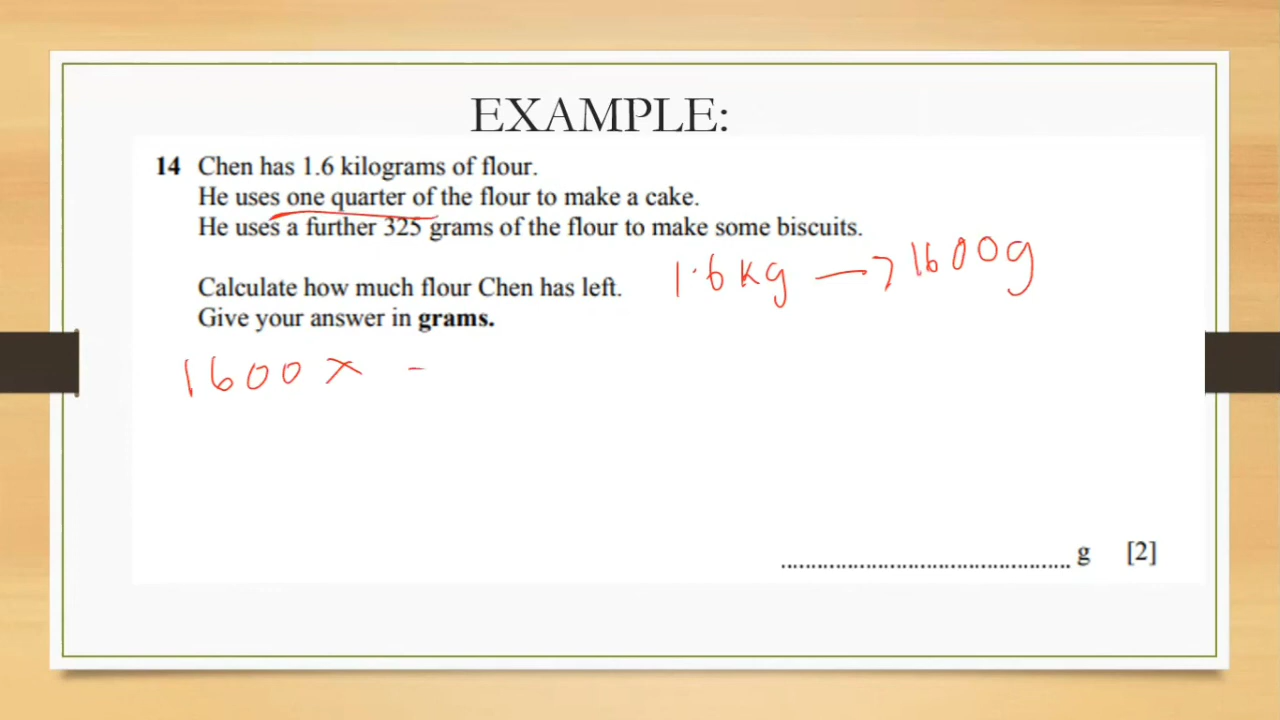 EXAMPLE:
14 Chen has 1.6 kilograms of flour.
He uses one quarter of the flour to make a cake.
He uses a further 325 grams of the flour to make some biscuits.
1.6 kg → 1600g
Calculate how much flour Chen has left.
Give your answer in grams.
1600 × -
.................................................. g [2]